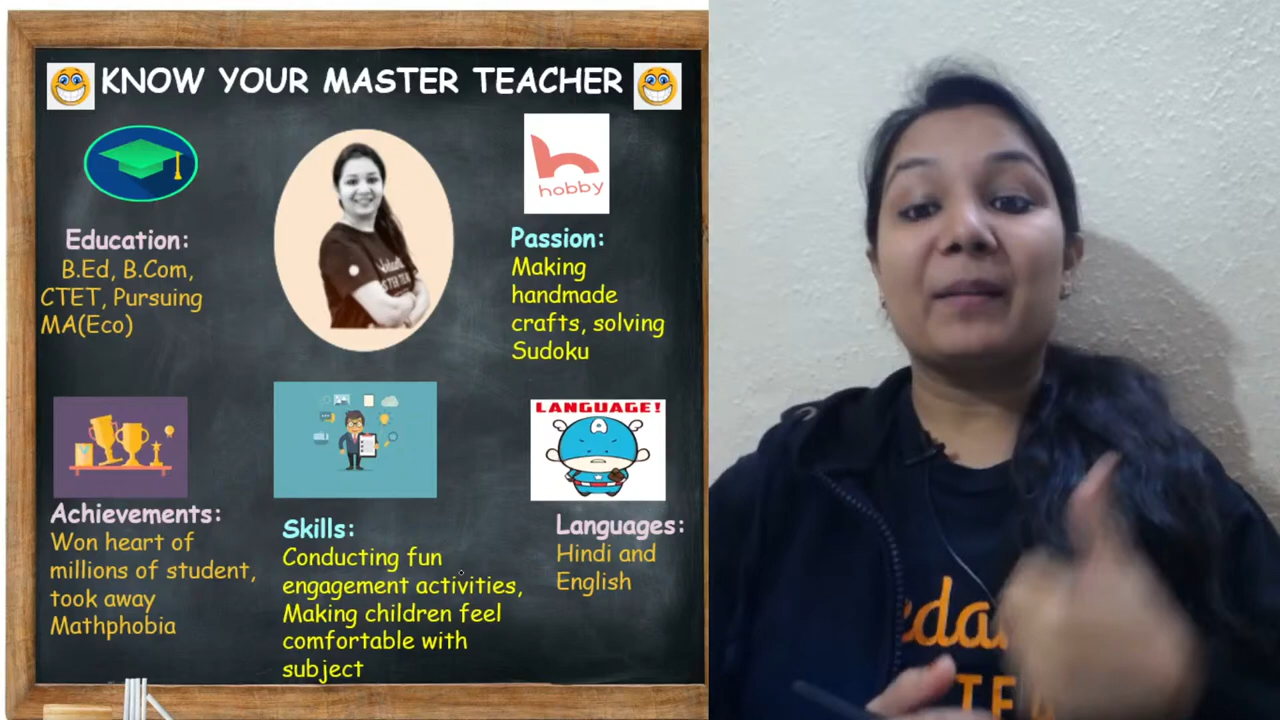 KNOW YOUR MASTER TEACHER
hobby
Education:
B.Ed, B.Com,
CTET, Pursuing
MA(Eco)
Passion:
Making
handmade
crafts, solving
Sudoku
LANGUAGE!
A
Achievements:
Won heart of
millions of student,
took away
Mathphobia
Skills:
Conducting fun
engagement activities,
Making children feel
comfortable with
subject
Languages:
Hindi and
English